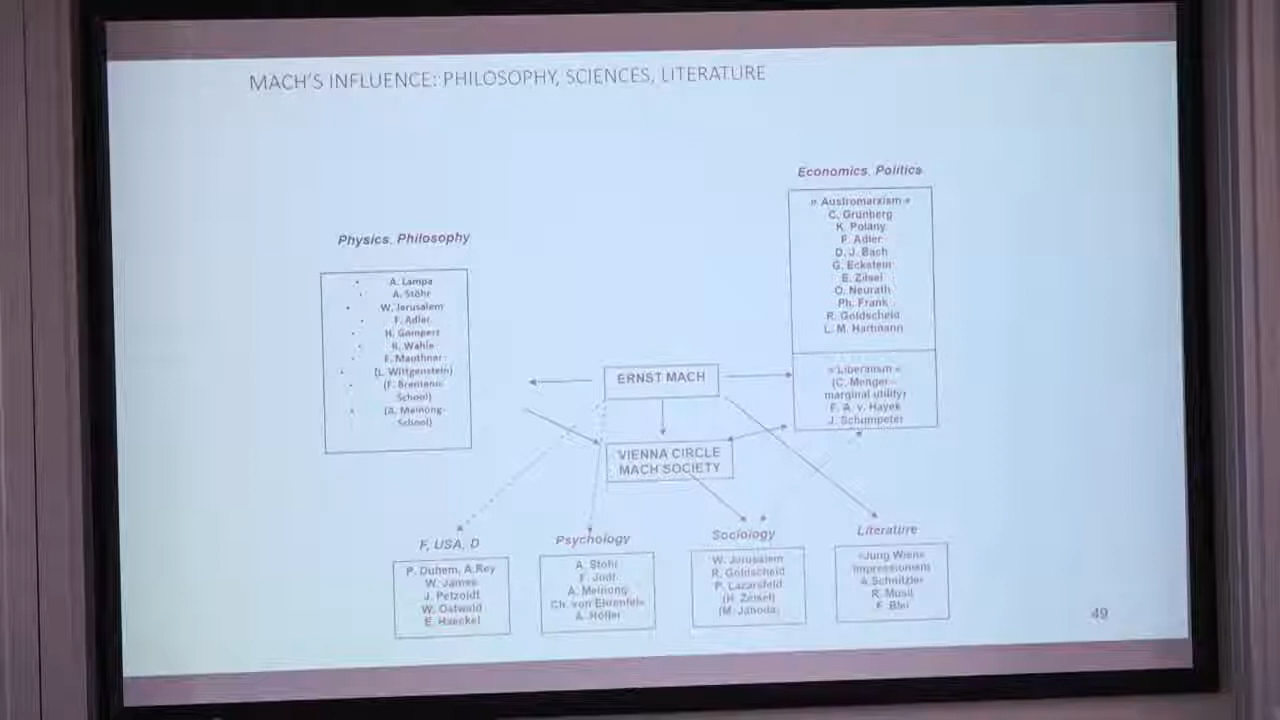 MACH'S INFLUENCE: PHILOSOPHY, SCIENCES, LITERATURE
Economics, Politics
» Austromarxism «
C. Grünberg
K. Polany
F. Adler
D. J. Bach
G. Eckstein
E. Zilsel
O. Neurath
Ph. Frank
R. Goldscheid
L. M. Hartmann
» Liberalism «
(C. Menger -
marginal utility)
F. A. v. Hayek
J. Schumpeter
Physics, Philosophy
A. Lampa
A. Stöhr
W. Jerusalem
F. Adler
H. Gomperz
R. Wahle
F. Mauthner
(L. Wittgenstein)
(F. Brentano-
School)
(A. Meinong-
School)
ERNST MACH
VIENNA CIRCLE
MACH SOCIETY
F, USA, D
P. Duhem, A.Rey
W. James
J. Petzoldt
W. Ostwald
E. Haeckel
Psychology
A. Stöhr
F. Jodl
A. Meinong
Ch. von Ehrenfels
A. Höfler
Sociology
W. Jerusalem
R. Goldscheid
P. Lazarsfeld
(H. Zeisel)
(M. Jahoda)
Literature
»Jung Wien«
Impressionism
A.Schnitzler
R. Musil
F. Blei
49